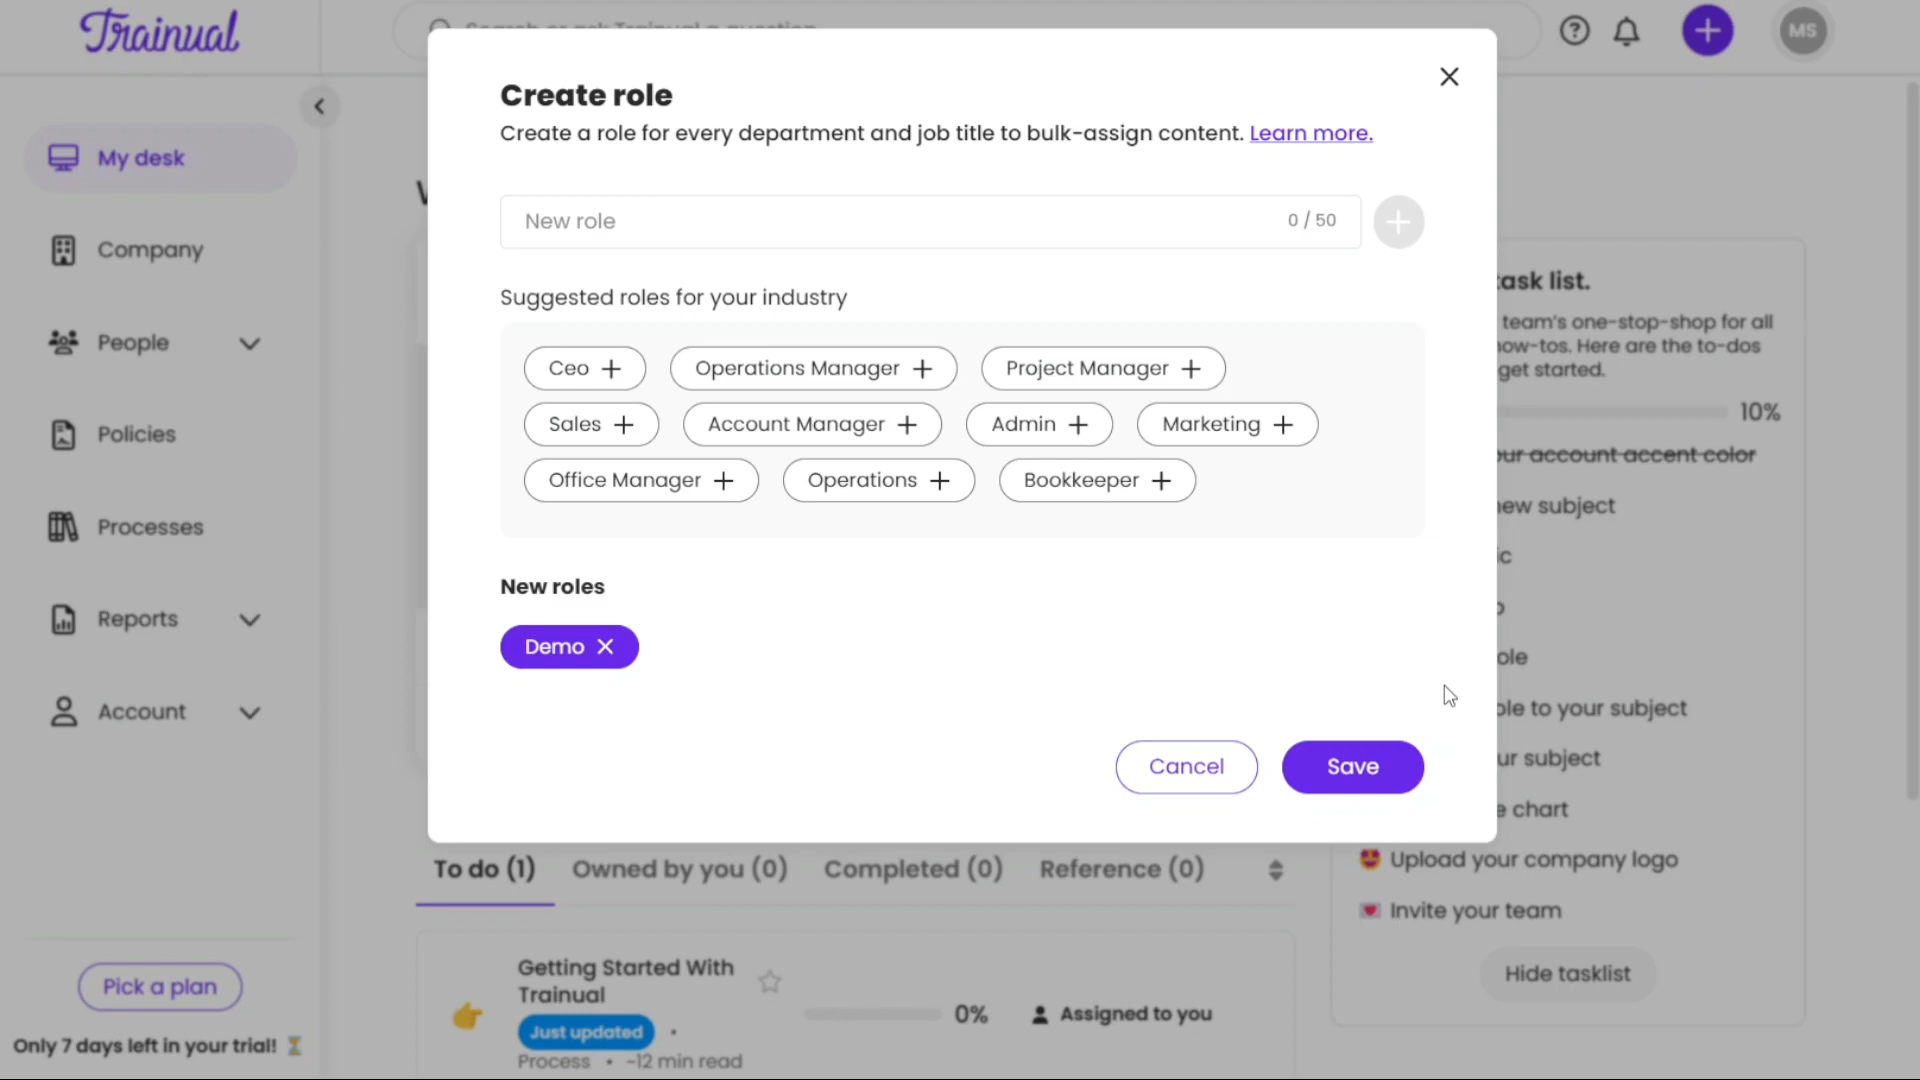 Trainual
MS
Create role
Create a role for every department and job title to bulk-assign content. Learn more.
My desk
Company
People
Policies
Processes
Reports
Account
New role
0 / 50
Suggested roles for your industry
Ceo
Operations Manager
Project Manager
Sales
Account Manager
Admin
Marketing
Office Manager
Operations
Bookkeeper
New roles
Demo
Cancel
Save
task list.
team's one-stop-shop for all
how-tos. Here are the to-dos
get started.
10%
account accent color
new subject
to your subject
subject
chart
Upload your company logo
Invite your team
Hide tasklist
To do (1)
Owned by you (0)
Completed (0)
Reference (0)
Getting Started With
Trainual
Just updated •
Process • ~12 min read
0%
Assigned to you
Pick a plan
Only 7 days left in your trial!